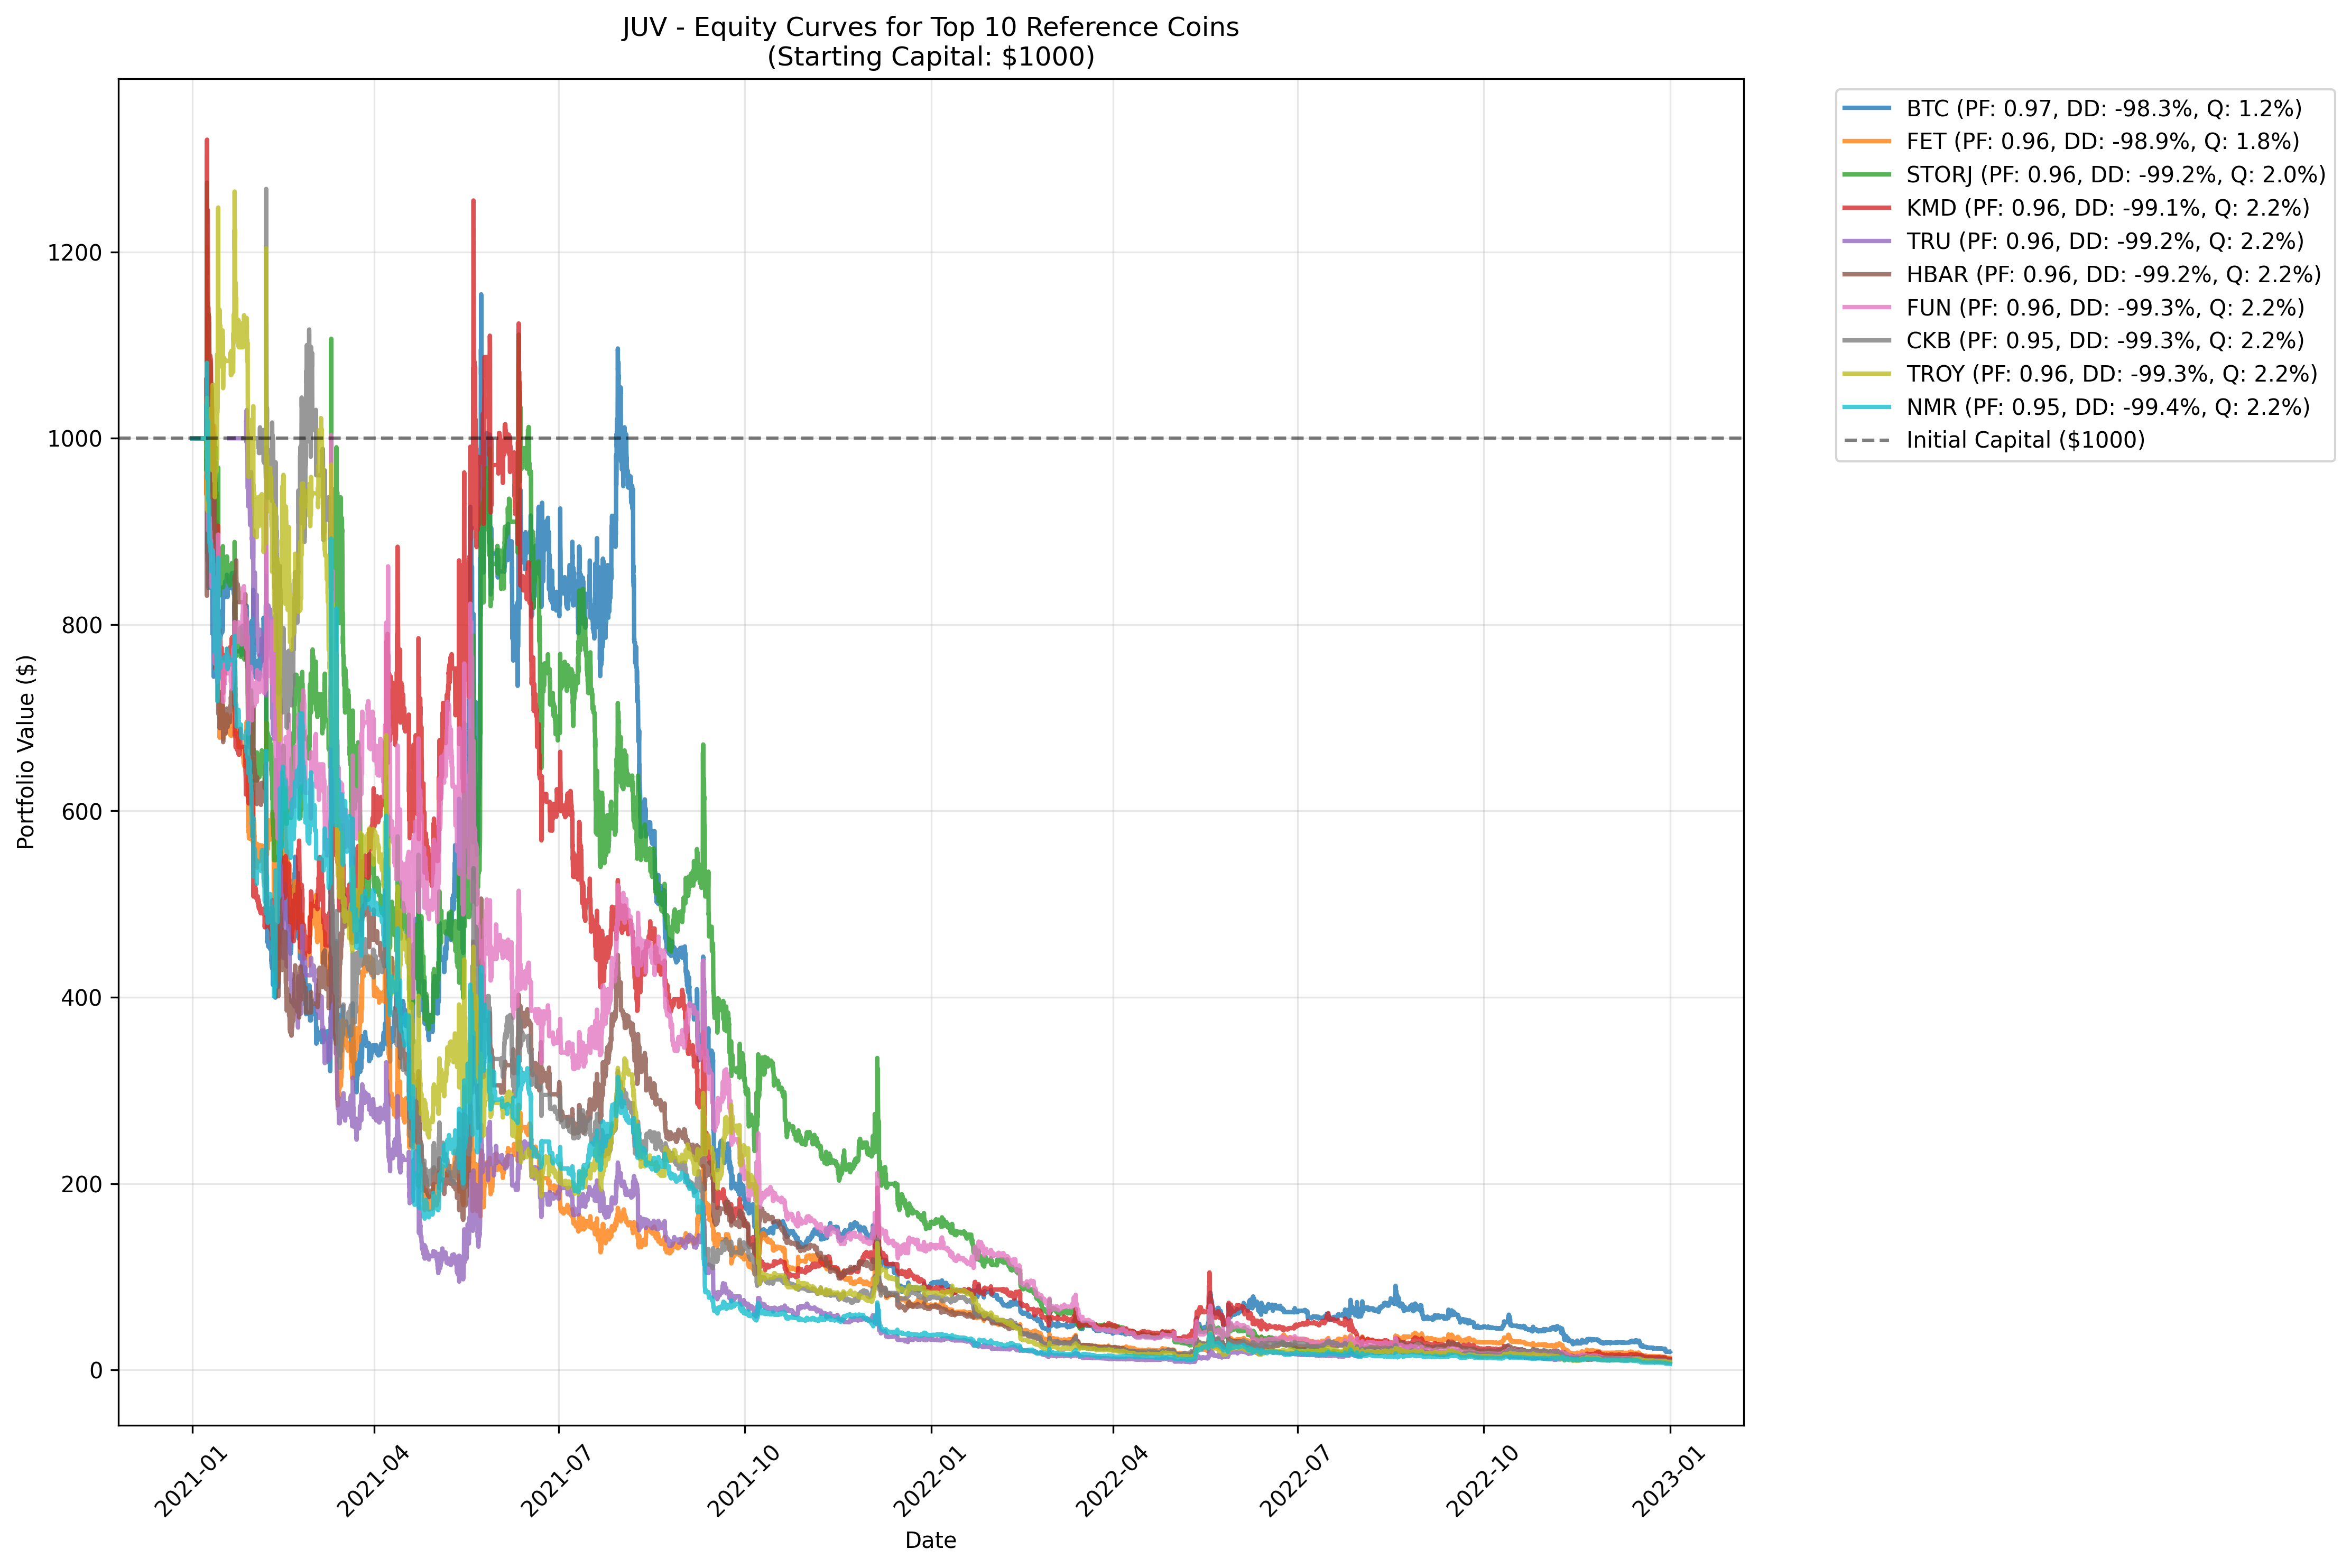 JUV - Equity Curves for Top 10 Reference Coins
(Starting Capital: $1000)
BTC (PF: 0.97, DD: -98.3%, Q: 1.2%)
FET (PF: 0.96, DD: -98.9%, Q: 1.8%)
STORJ (PF: 0.96, DD: -99.2%, Q: 2.0%)
KMD (PF: 0.96, DD: -99.1%, Q: 2.2%)
TRU (PF: 0.96, DD: -99.2%, Q: 2.2%)
HBAR (PF: 0.96, DD: -99.2%, Q: 2.2%)
FUN (PF: 0.96, DD: -99.3%, Q: 2.2%)
CKB (PF: 0.95, DD: -99.3%, Q: 2.2%)
TROY (PF: 0.96, DD: -99.3%, Q: 2.2%)
NMR (PF: 0.95, DD: -99.4%, Q: 2.2%)
Initial Capital ($1000)
Portfolio Value ($)
1200
1000
800
600
400
200
0
2021-01
2021-04
2021-07
2021-10
2022-01
2022-04
2022-07
2022-10
2023-01
Date